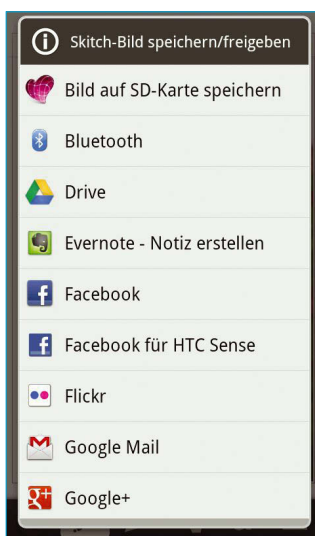 Skitch-Bild speichern/freigeben
Bild auf SD-Karte speichern
Bluetooth
Drive
Evernote - Notiz erstellen
Facebook
Facebook für HTC Sense
Flickr
Google Mail
Google+